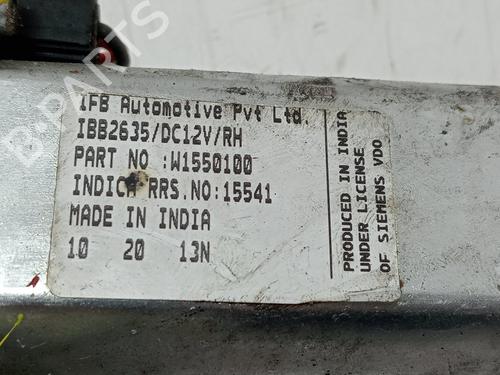 IFB Automotive Pvt Ltd.
IBB2635/DC12V/RH
PART NO :W1550100
INDICA RRS.NO:15541
MADE IN INDIA
10 20 13N
PRODUCED IN INDIA
UNDER LICENSE
OF SIEMENS VDO
B-PARTS